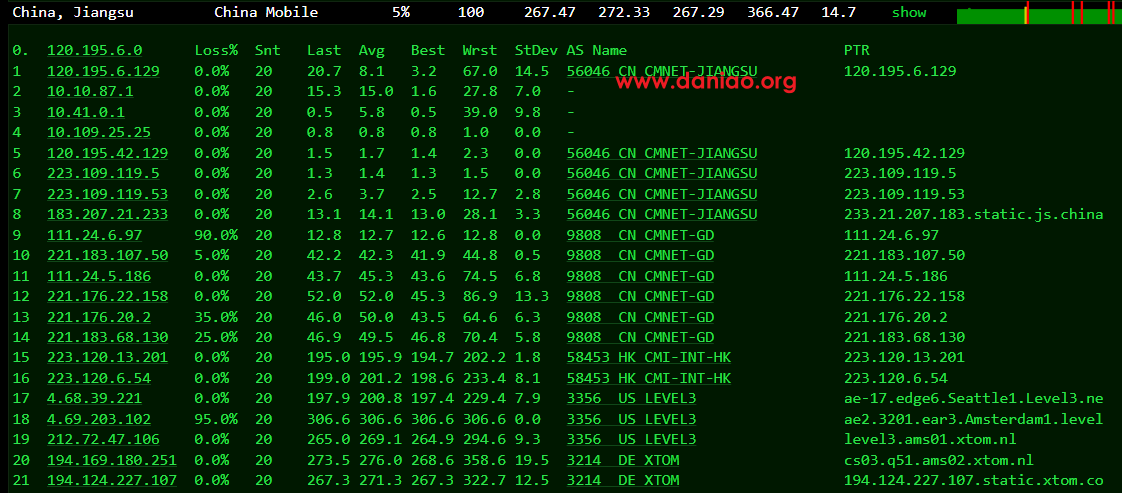 China, Jiangsu China Mobile 5% 100 267.47 272.33 267.29 366.47 14.7 show
0. 120.195.6.0 Loss% Snt Last Avg Best Wrst StDev AS Name PTR
1 120.195.6.129 0.0% 20 20.7 8.1 3.2 67.0 14.5 56046 CN CMNET-JIANGSU 120.195.6.129
www.daniao.org
2 10.10.87.1 0.0% 20 15.3 15.0 1.6 27.8 7.0 -
3 10.41.0.1 0.0% 20 0.5 5.8 0.5 39.0 9.8 -
4 10.109.25.25 0.0% 20 0.8 0.8 0.8 1.0 0.0 -
5 120.195.42.129 0.0% 20 1.5 1.7 1.4 2.3 0.0 56046 CN CMNET-JIANGSU 120.195.42.129
6 223.109.119.5 0.0% 20 1.3 1.4 1.3 1.5 0.0 56046 CN CMNET-JIANGSU 223.109.119.5
7 223.109.119.53 0.0% 20 2.6 3.7 2.5 12.7 2.8 56046 CN CMNET-JIANGSU 223.109.119.53
8 183.207.21.233 0.0% 20 13.1 14.1 13.0 28.1 3.3 56046 CN CMNET-JIANGSU 233.21.207.183.static.js.china
9 111.24.6.97 90.0% 20 12.8 12.7 12.6 12.8 0.0 9808 CN CMNET-GD 111.24.6.97
10 221.183.107.50 5.0% 20 42.2 42.3 41.9 44.8 0.5 9808 CN CMNET-GD 221.183.107.50
11 111.24.5.186 0.0% 20 43.7 45.3 43.6 74.5 6.8 9808 CN CMNET-GD 111.24.5.186
12 221.176.22.158 0.0% 20 52.0 52.0 45.3 86.9 13.3 9808 CN CMNET-GD 221.176.22.158
13 221.176.20.2 35.0% 20 46.0 50.0 43.5 64.6 6.3 9808 CN CMNET-GD 221.176.20.2
14 221.183.68.130 25.0% 20 46.9 49.5 46.8 70.4 5.8 9808 CN CMNET-GD 221.183.68.130
15 223.120.13.201 0.0% 20 195.0 195.9 194.7 202.2 1.8 58453 HK CMI-INT-HK 223.120.13.201
16 223.120.6.54 0.0% 20 199.0 201.2 198.6 233.4 8.1 58453 HK CMI-INT-HK 223.120.6.54
17 4.68.39.221 0.0% 20 197.9 200.8 197.4 229.4 7.9 3356 US LEVEL3 ae-17.edge6.Seattle1.Level3.ne
18 4.69.203.102 95.0% 20 306.6 306.6 306.6 306.6 0.0 3356 US LEVEL3 ae2.3201.ear3.Amsterdam1.level
19 212.72.47.106 0.0% 20 265.0 269.1 264.9 294.6 9.3 3356 US LEVEL3 level3.ams01.xtom.nl
20 194.169.180.251 0.0% 20 273.5 276.0 268.6 358.6 19.5 3214 DE XTOM cs03.q51.ams02.xtom.nl
21 194.124.227.107 0.0% 20 267.3 271.3 267.3 322.7 12.5 3214 DE XTOM 194.124.227.107.static.xtom.co